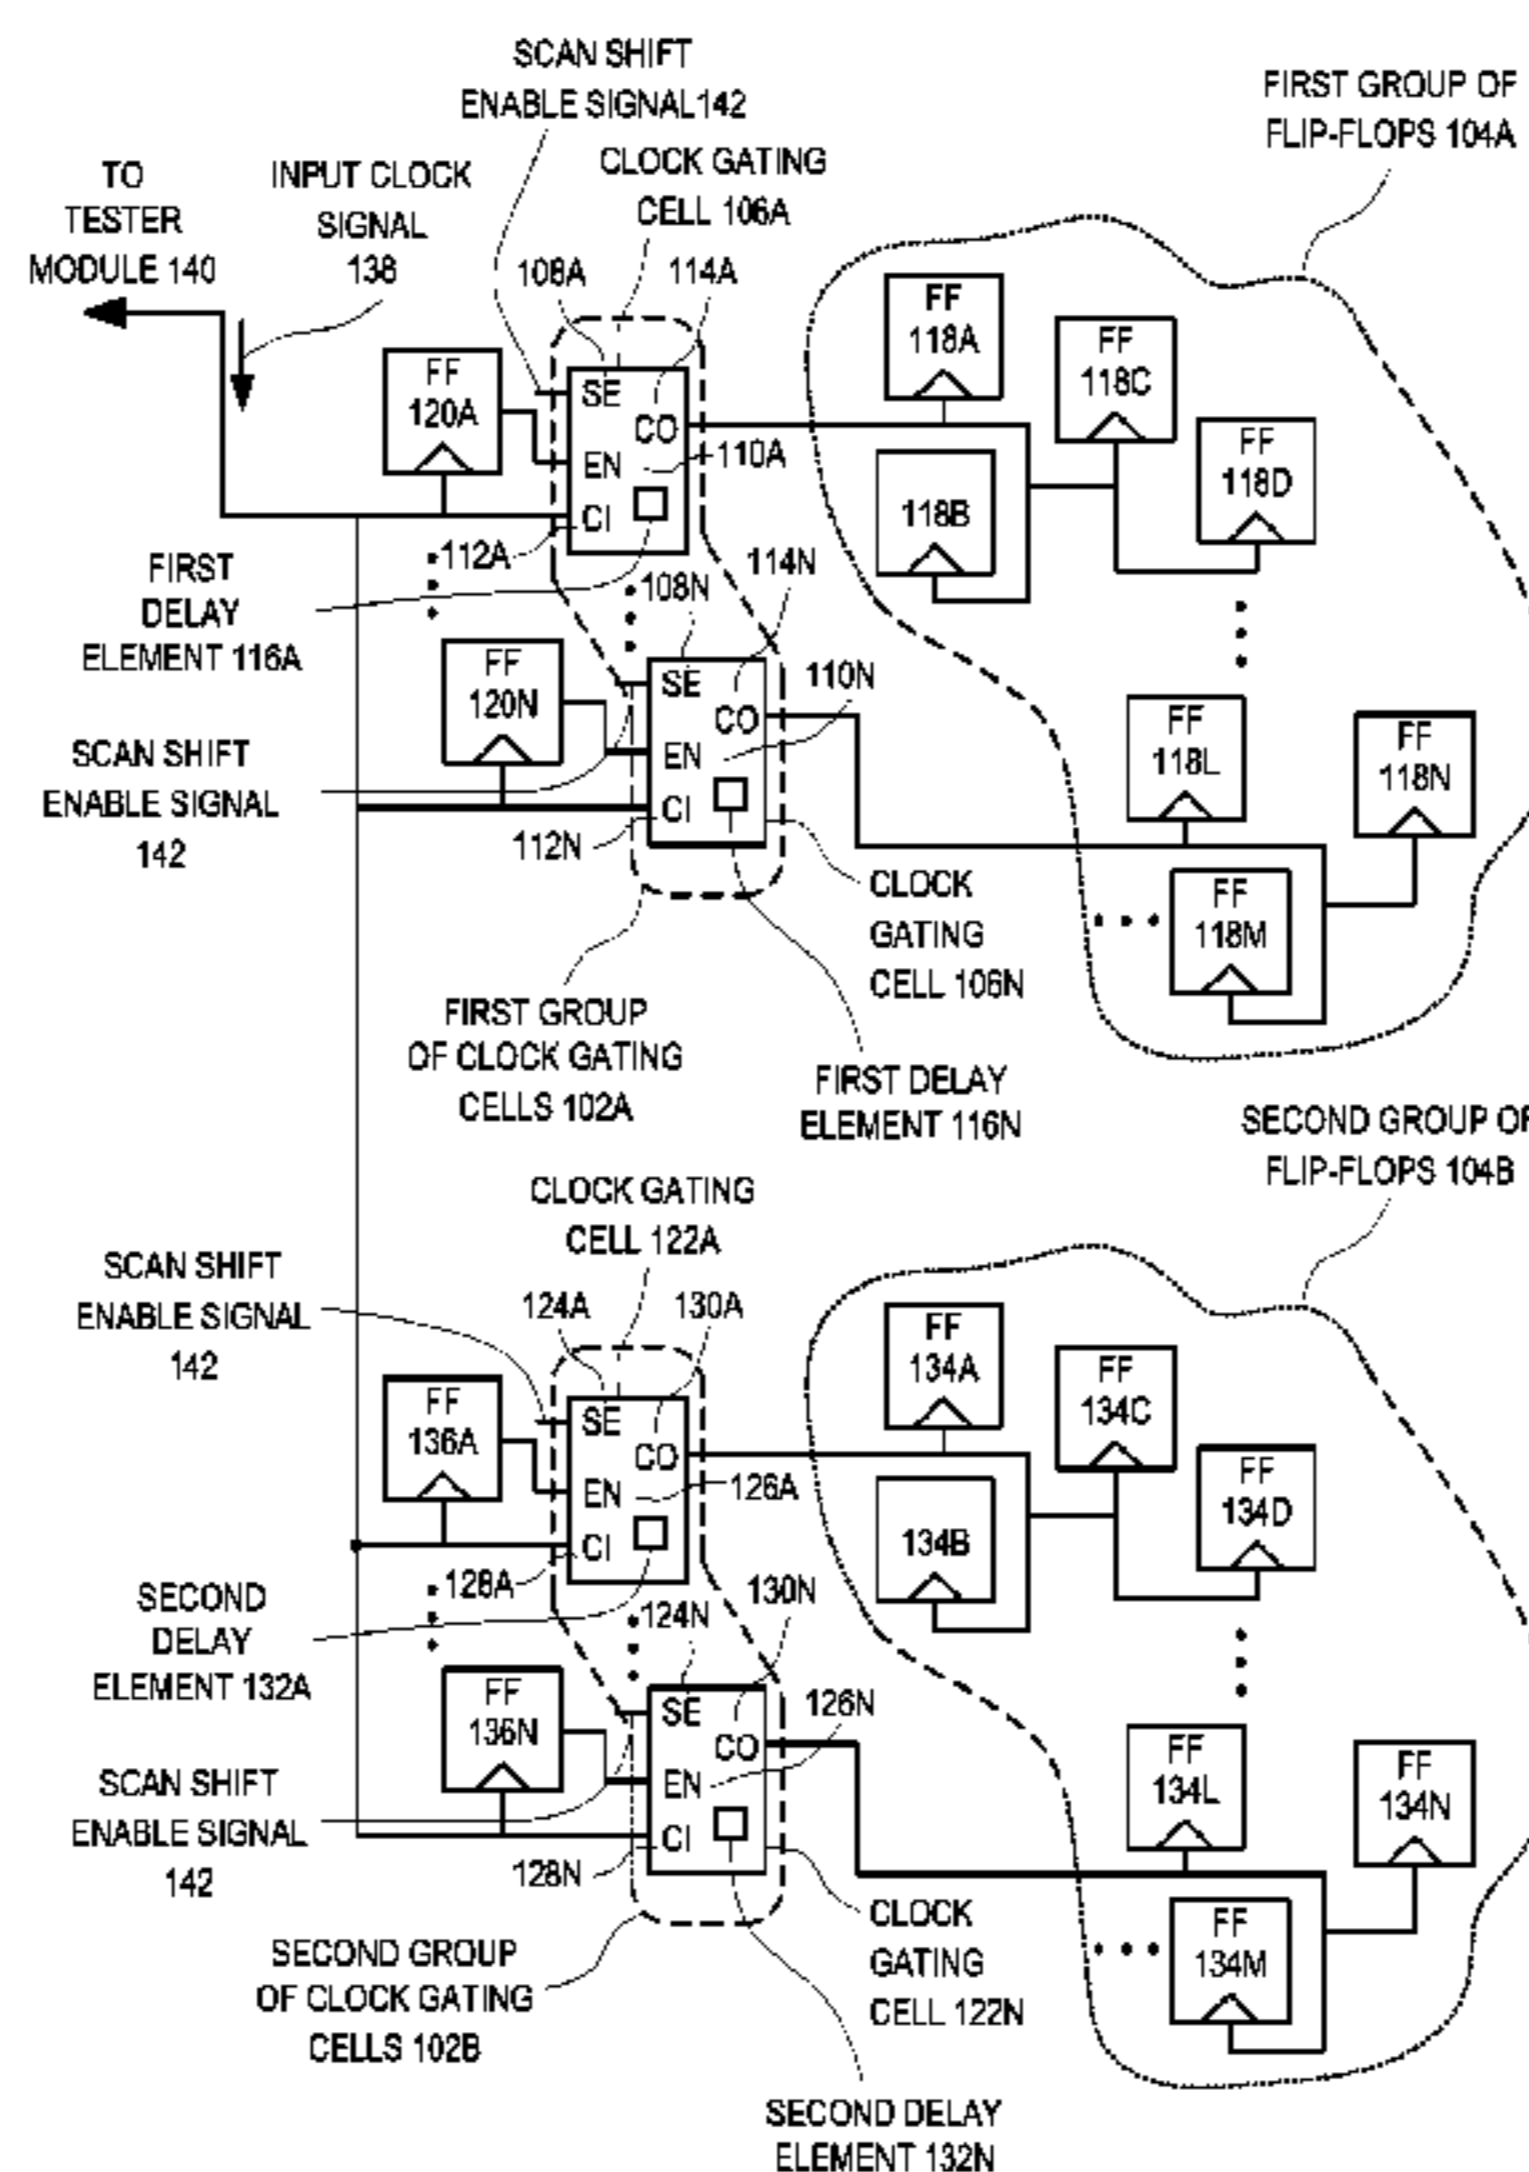 SCAN SHIFT
ENABLE SIGNAL142
FIRST GROUP OF
FLIP-FLOPS 104A
TO
TESTER
MODULE 140
INPUT CLOCK
SIGNAL
138
CLOCK GATING
CELL 106A
108A
114A
FF
120A
SE
CO
EN
110A
CI
112A
FF
118A
FF
118C
FF
118D
118B
FIRST
DELAY
ELEMENT 116A
108N
114N
FF
120N
SE
CO
110N
EN
CI
112N
SCAN SHIFT
ENABLE SIGNAL
142
FF
118L
FF
118N
FF
118M
CLOCK
GATING
CELL 106N
FIRST GROUP
OF CLOCK GATING
CELLS 102A
FIRST DELAY
ELEMENT 116N
SECOND GROUP OF
FLIP-FLOPS 104B
CLOCK GATING
CELL 122A
SCAN SHIFT
ENABLE SIGNAL
142
124A
130A
FF
136A
SE
CO
EN
126A
CI
128A
FF
134A
FF
134C
FF
134D
134B
SECOND
DELAY
ELEMENT 132A
124N
130N
FF
136N
SE
CO
126N
EN
CI
128N
SCAN SHIFT
ENABLE SIGNAL
142
FF
134L
FF
134N
FF
134M
CLOCK
GATING
CELL 122N
SECOND GROUP
OF CLOCK GATING
CELLS 102B
SECOND DELAY
ELEMENT 132N